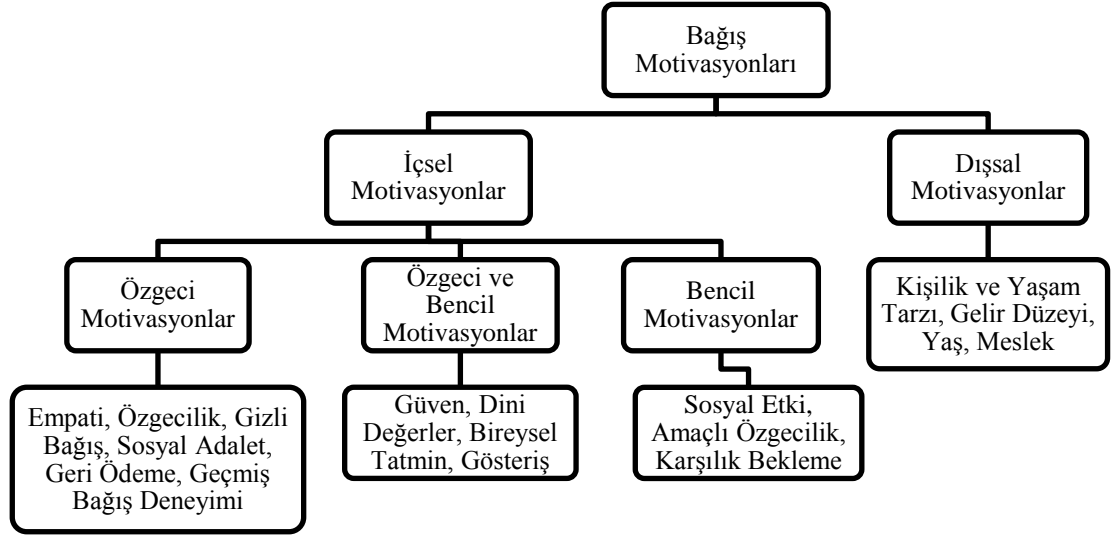 Bağış
Motivasyonları
İçsel
Motivasyonlar
Dışsal
Motivasyonlar
Özgeci
Motivasyonlar
Özgeci ve
Bencil
Motivasyonlar
Bencil
Motivasyonlar
Kişilik ve Yaşam
Tarzı, Gelir Düzeyi,
Yaş, Meslek
Empati, Özgecilik, Gizli
Bağış, Sosyal Adalet,
Geri Ödeme, Geçmiş
Bağış Deneyimi
Güven, Dini
Değerler, Bireysel
Tatmin, Gösteriş
Sosyal Etki,
Amaçlı Özgecilik,
Karşılık Bekleme